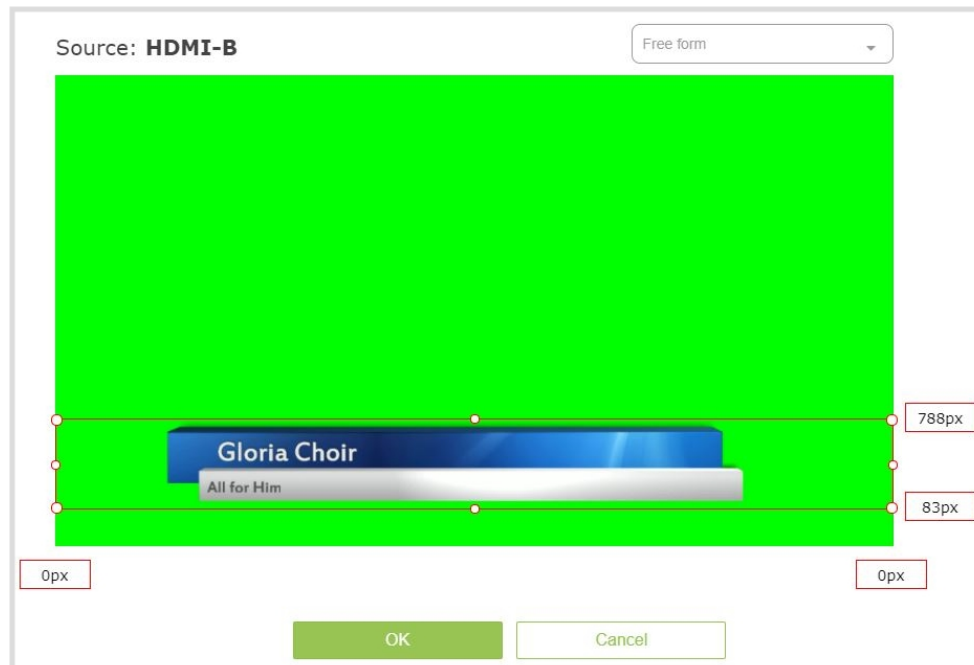 Source: HDMI-B
Free form
Gloria Choir
All for Him
788px
83px
0px
0px
OK
Cancel